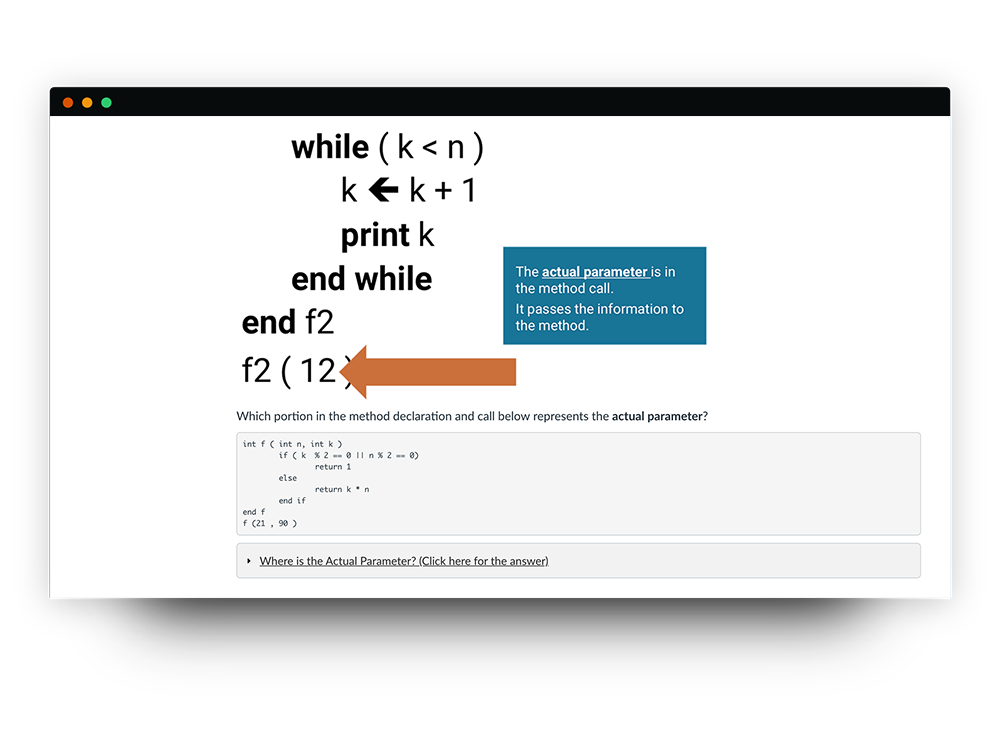 while ( k < n )
k 🡰 k + 1
print k
end while
end f2
f2 ( 12 )
The actual parameter is in
the method call.
It passes the information to
the method.
Which portion in the method declaration and call below represents the actual parameter?
int f ( int n, int k )
if ( k % 2 == 0 || n % 2 == 0)
return 1
else
return k * n
end if
end f
f (21 , 90 )
Where is the Actual Parameter? (Click here for the answer)